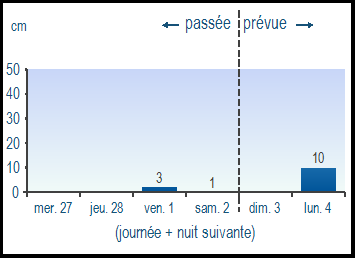 ← passée prévue →
cm
50
40
30
20
10
0
3
1
10
mer. 27 jeu. 28 ven. 1 sam. 2 dim. 3 lun. 4
(journée + nuit suivante)